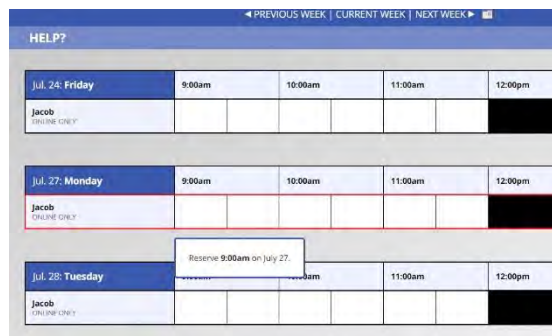 ◄ PREVIOUS WEEK | CURRENT WEEK | NEXT WEEK ►
HELP?
Jul. 24: Friday 9:00am 10:00am 11:00am 12:00pm
Jacob
ONLINE ONLY
Jul. 27: Monday 9:00am 10:00am 11:00am 12:00pm
Jacob
ONLINE ONLY
Reserve 9:00am on July 27.
Jul. 28: Tuesday 11:00am 12:00pm
Jacob
ONLINE ONLY